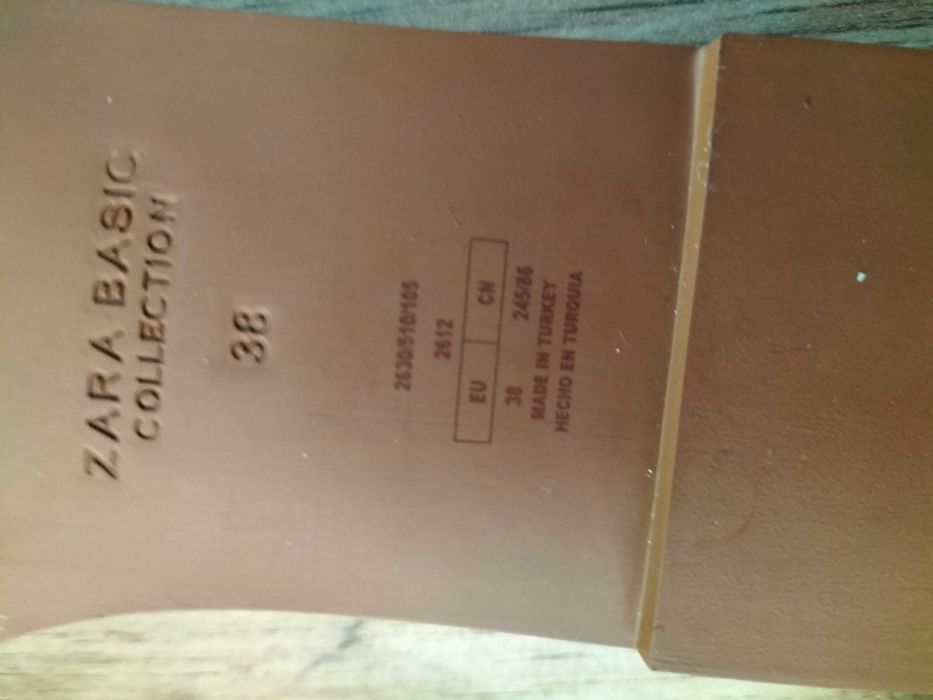 ZARA BASIC
COLLECTION
38
2630/510/105
2612
EU CN
38 245/86
MADE IN TURKEY
HECHO EN TURQUIA